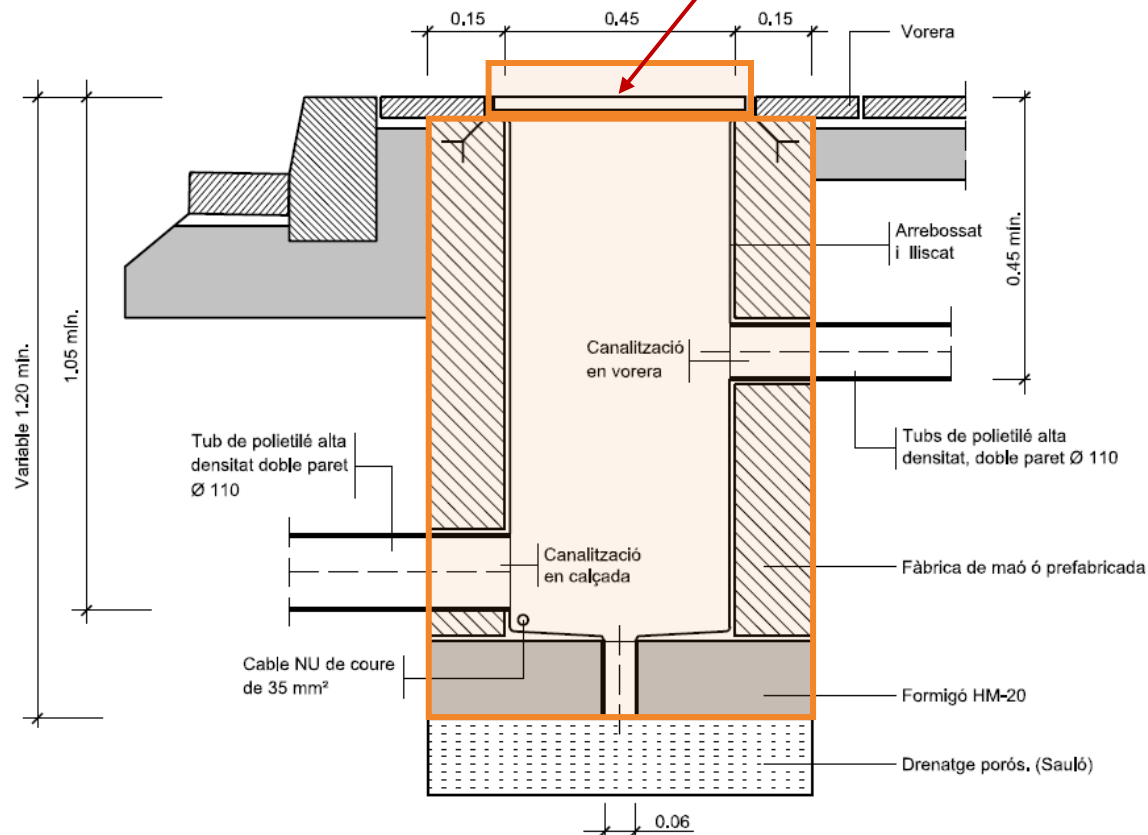 0.15
0.45
0.15
Vorera
Variable 1.20 mín.
1.05 mín.
0.45 mín.
Arrebossat
i lliscat
Canalització
en vorera
Tub de polietilé alta
densitat doble paret
Ø 110
Tubs de polietilé alta
densitat, doble paret Ø 110
Canalització
en calçada
Fàbrica de maó ó prefabricada
Cable NU de coure
de 35 mm²
Formigó HM-20
Drenatge porós. (Sauló)
0.06